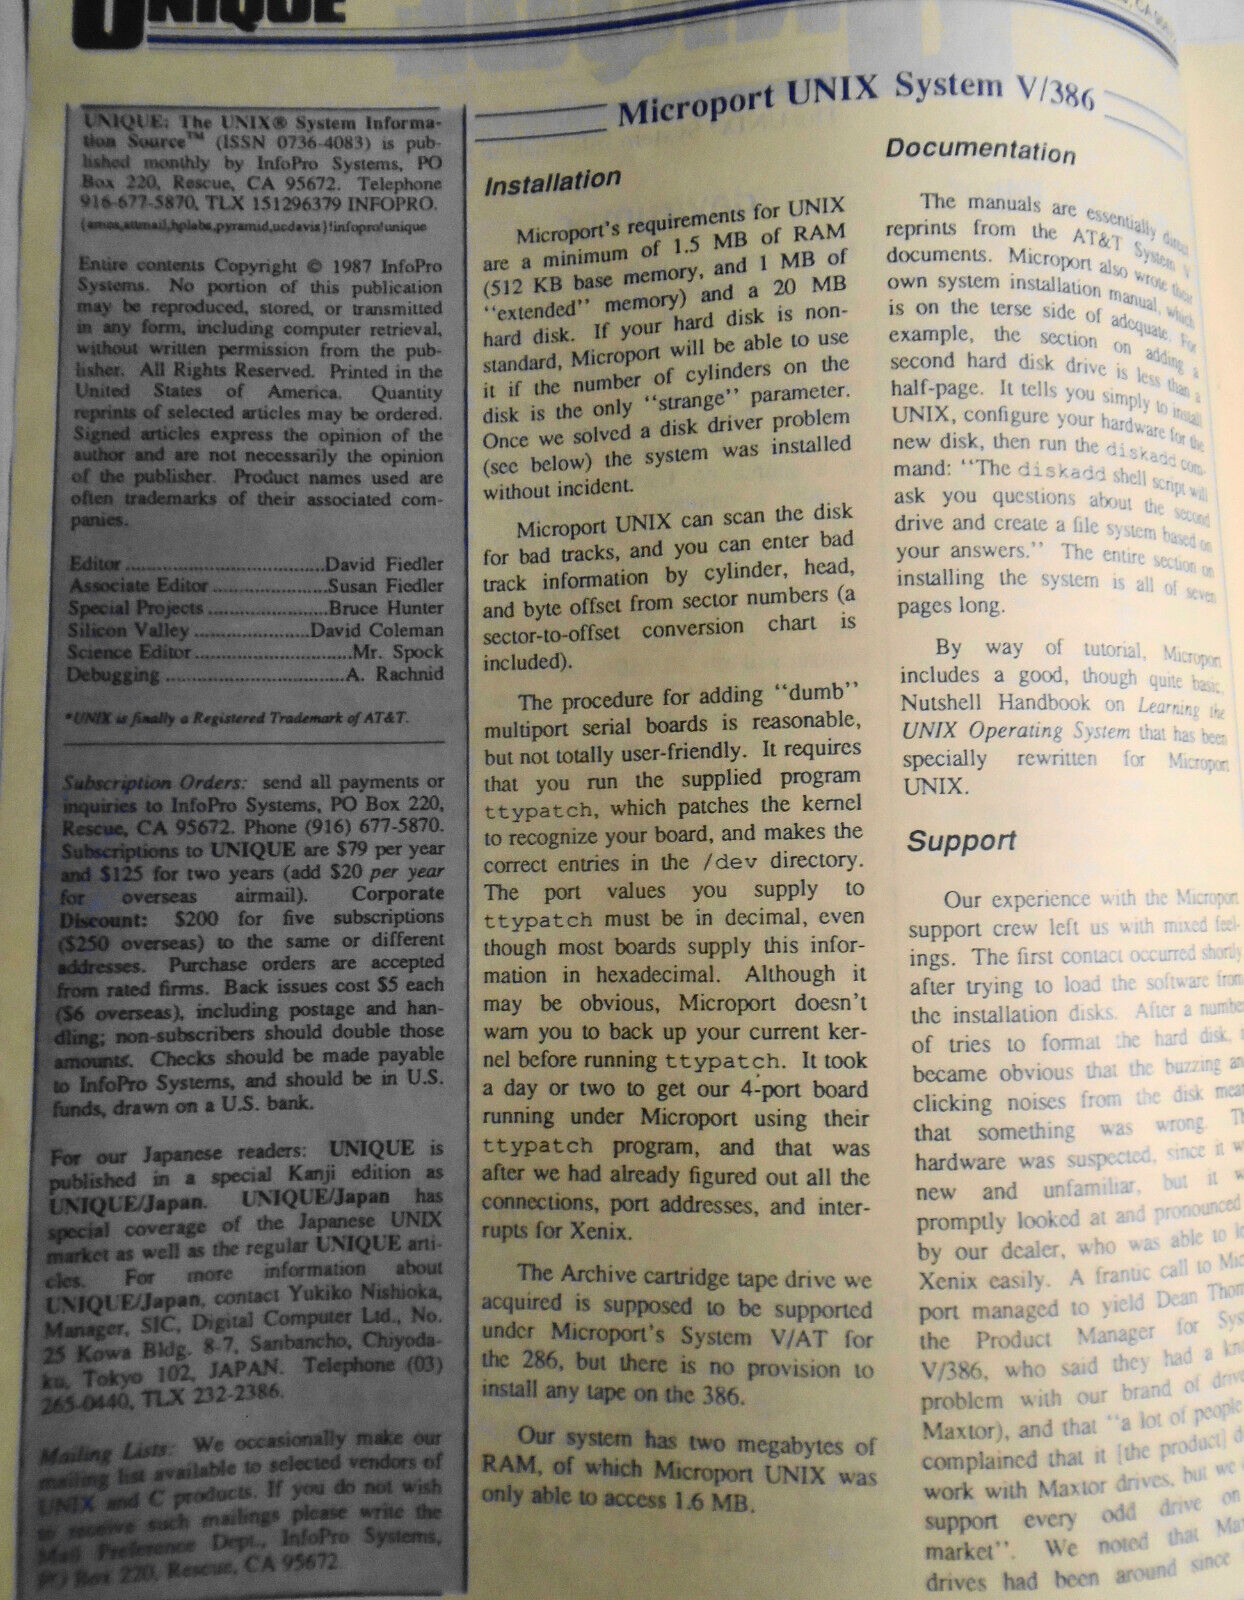 UNIQUE
Microport UNIX System V/386
UNIQUE: The UNIX® System Informa-
tion Source™ (ISSN 0736-4083) is pub-
lished monthly by InfoPro Systems, PO
Box 220, Rescue, CA 95672. Telephone
916-677-5870, TLX 151296379 INFOPRO.
{ames,attmail,hplabs,pyramid,ucdavis}!infopro!unique
Entire contents Copyright © 1987 InfoPro
Systems. No portion of this publication
may be reproduced, stored, or transmitted
in any form, including computer retrieval,
without written permission from the pub-
lisher. All Rights Reserved. Printed in the
United States of America. Quantity
reprints of selected articles may be ordered.
Signed articles express the opinion of the
author and are not necessarily the opinion
of the publisher. Product names used are
often trademarks of their associated com-
panies.
Editor ..................................David Fiedler
Associate Editor ....................Susan Fiedler
Special Projects .....................Bruce Hunter
Silicon Valley .......................David Coleman
Science Editor ...........................Mr. Spock
Debugging ...............................A. Rachnid
*UNIX is finally a Registered Trademark of AT&T.
Subscription Orders: send all payments or
inquiries to InfoPro Systems, PO Box 220,
Rescue, CA 95672. Phone (916) 677-5870.
Subscriptions to UNIQUE are $79 per year
and $125 for two years (add $20 per year
for overseas airmail). Corporate
Discount: $200 for five subscriptions
($250 overseas) to the same or different
addresses. Purchase orders are accepted
from rated firms. Back issues cost $5 each
($6 overseas), including postage and han-
dling; non-subscribers should double those
amounts. Checks should be made payable
to InfoPro Systems, and should be in U.S.
funds, drawn on a U.S. bank.
For our Japanese readers: UNIQUE is
published in a special Kanji edition as
UNIQUE/Japan. UNIQUE/Japan has
special coverage of the Japanese UNIX
market as well as the regular UNIQUE arti-
cles. For more information about
UNIQUE/Japan, contact Yukiko Nishioka,
Manager, SIC, Digital Computer Ltd., No.
25 Kowa Bldg. 8-7, Sanbancho, Chiyoda-
ku, Tokyo 102, JAPAN. Telephone (03)
265-0440, TLX 232-2386.
Mailing Lists: We occasionally make our
mailing list available to selected vendors of
UNIX and C products. If you do not wish
to receive such mailings please write the
Mail Preference Dept., InfoPro Systems,
PO Box 220, Rescue, CA 95672.
Installation
Microport's requirements for UNIX
are a minimum of 1.5 MB of RAM
(512 KB base memory, and 1 MB of
"extended" memory) and a 20 MB
hard disk. If your hard disk is non-
standard, Microport will be able to use
it if the number of cylinders on the
disk is the only "strange" parameter.
Once we solved a disk driver problem
(see below) the system was installed
without incident.
Microport UNIX can scan the disk
for bad tracks, and you can enter bad
track information by cylinder, head,
and byte offset from sector numbers (a
sector-to-offset conversion chart is
included).
The procedure for adding "dumb"
multiport serial boards is reasonable,
but not totally user-friendly. It requires
that you run the supplied program
ttypatch, which patches the kernel
to recognize your board, and makes the
correct entries in the /dev directory.
The port values you supply to
ttypatch must be in decimal, even
though most boards supply this infor-
mation in hexadecimal. Although it
may be obvious, Microport doesn't
warn you to back up your current ker-
nel before running ttypatch. It took
a day or two to get our 4-port board
running under Microport using their
ttypatch program, and that was
after we had already figured out all the
connections, port addresses, and inter-
rupts for Xenix.
The Archive cartridge tape drive we
acquired is supposed to be supported
under Microport's System V/AT for
the 286, but there is no provision to
install any tape on the 386.
Our system has two megabytes of
RAM, of which Microport UNIX was
only able to access 1.6 MB.
Documentation
The manuals are essentially direct
reprints from the AT&T System V
documents. Microport also wrote their
own system installation manual, which
is on the terse side of adequate. For
example, the section on adding a
second hard disk drive is less than a
half-page. It tells you simply to install
UNIX, configure your hardware for the
new disk, then run the diskadd com-
mand: "The diskadd shell script will
ask you questions about the second
drive and create a file system based on
your answers." The entire section on
installing the system is all of seven
pages long.
By way of tutorial, Microport
includes a good, though quite basic,
Nutshell Handbook on Learning the
UNIX Operating System that has been
specially rewritten for Microport
UNIX.
Support
Our experience with the Microport
support crew left us with mixed feel-
ings. The first contact occurred shortly
after trying to load the software from
the installation disks. After a number
of tries to format the hard disk,
became obvious that the buzzing
clicking noises from the disk
that something was wrong.
hardware was suspected, since it
new and unfamiliar, but it
promptly looked at and pronounced
by our dealer, who was able to
Xenix easily. A frantic call to
port managed to yield Dean
the Product Manager for
V/386, who said they had a
problem with our brand of
Maxtor), and that "a lot of people
complained that it [the product]
work with Maxtor drives, but we
support every odd drive on
market". We noted that
drives had been around since